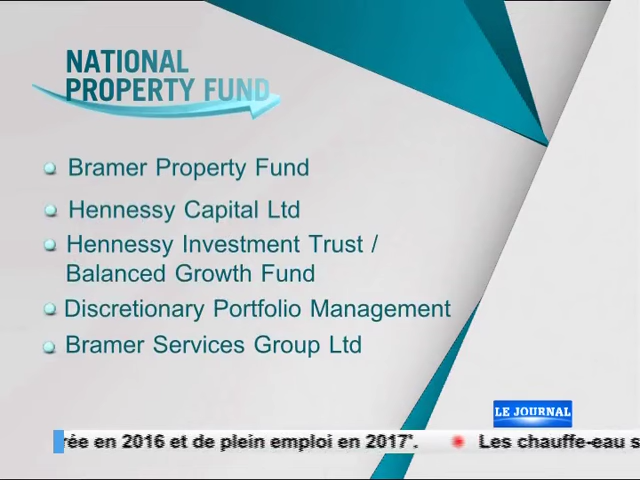 NATIONAL
PROPERTY FUND
Bramer Property Fund
Hennessy Capital Ltd
Hennessy Investment Trust /
Balanced Growth Fund
Discretionary Portfolio Management
Bramer Services Group Ltd
LE JOURNAL
rée en 2016 et de plein emploi en 2017'. Les chauffe-eau s